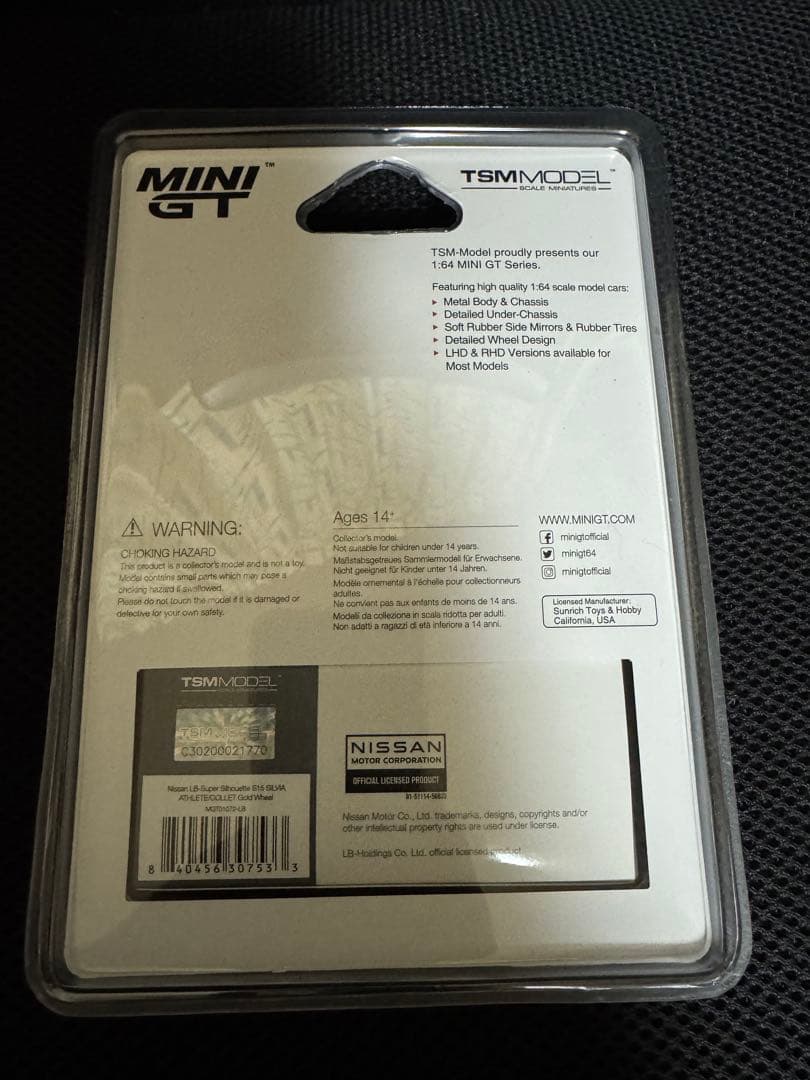 MINI GT™
TSMMODEL™
SCALE MINIATURES
TSM-Model proudly presents our
1:64 MINI GT Series.
Featuring high quality 1:64 scale model cars:
Metal Body & Chassis
Detailed Under-Chassis
Soft Rubber Side Mirrors & Rubber Tires
Detailed Wheel Design
LHD & RHD Versions available for
Most Models
WARNING:
CHOKING HAZARD
This product is a collector's model and is not a toy.
Model contains small parts which may pose a
choking hazard if swallowed.
Please do not touch the model if it is damaged or
defective for your own safety.
Ages 14+
Collector's model.
Not suitable for children under 14 years.
Maßstabsgetreues Sammlermodell für Erwachsene.
Nicht geeignet für Kinder unter 14 Jahren.
Modèle ornemental à l'échelle pour collectionneurs
adultes.
Ne convient pas aux enfants de moins de 14 ans.
Modelli da collezione in scala ridotta per adulti.
Non adatti a ragazzi di età inferiore a 14 anni.
WWW.MINIGT.COM
minigtofficial
minigt64
minigtofficial
Licensed Manufacturer:
Sunrich Toys & Hobby
California, USA
TSMMODEL™
SCALE MINIATURES
C30200021770
Nissan LB-Super Silhouette S15 SILVIA
ATHLETE/GOLLET Gold Wheel
MGT01072-LB
8 40456 30753 3
NISSAN
MOTOR CORPORATION
OFFICIAL LICENSED PRODUCT
Nissan Motor Co., Ltd. trademarks, designs, copyrights and/or
other intellectual property rights are used under license.
LB-Holdings Co. Ltd. official licensed product